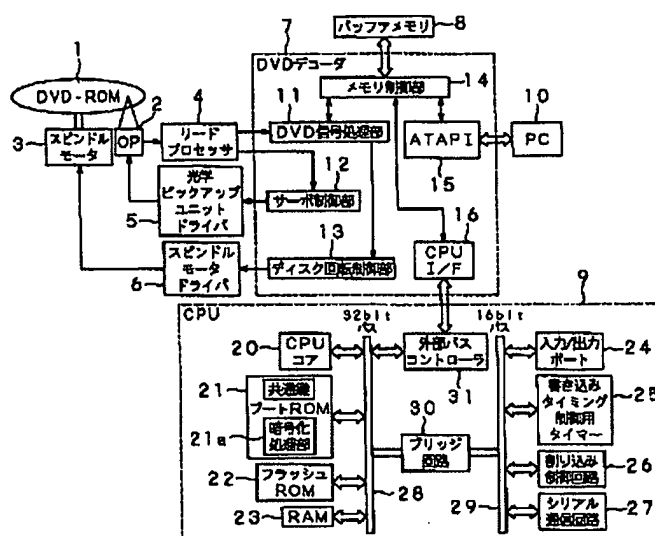 7
バッファメモリ
8
1
DVDデコーダ
DVD-ROM
2
4
11
メモリ制御部
14
10
3
スピンドル
モータ
OP
リード
プロセッサ
DVD信号処理部
ATAPI
PC
15
12
光学
ピックアップ
ユニット
ドライバ
5
サーボ制御部
16
13
CPU
I/F
スピンドル
モータ
ドライバ
6
ディスク回転制御部
9
CPU
32bit
バス
16bit
バス
20
CPU
コア
外部バス
コントローラ
31
入力/出力
ポート
24
21
共通鍵
ブートROM
21a
暗号化
処理部
書き込み
タイミング
制御用
タイマー
25
30
ブリッジ
回路
22
フラッシュ
ROM
割り込み
制御回路
26
28
29
23
RAM
シリアル
通信回路
27